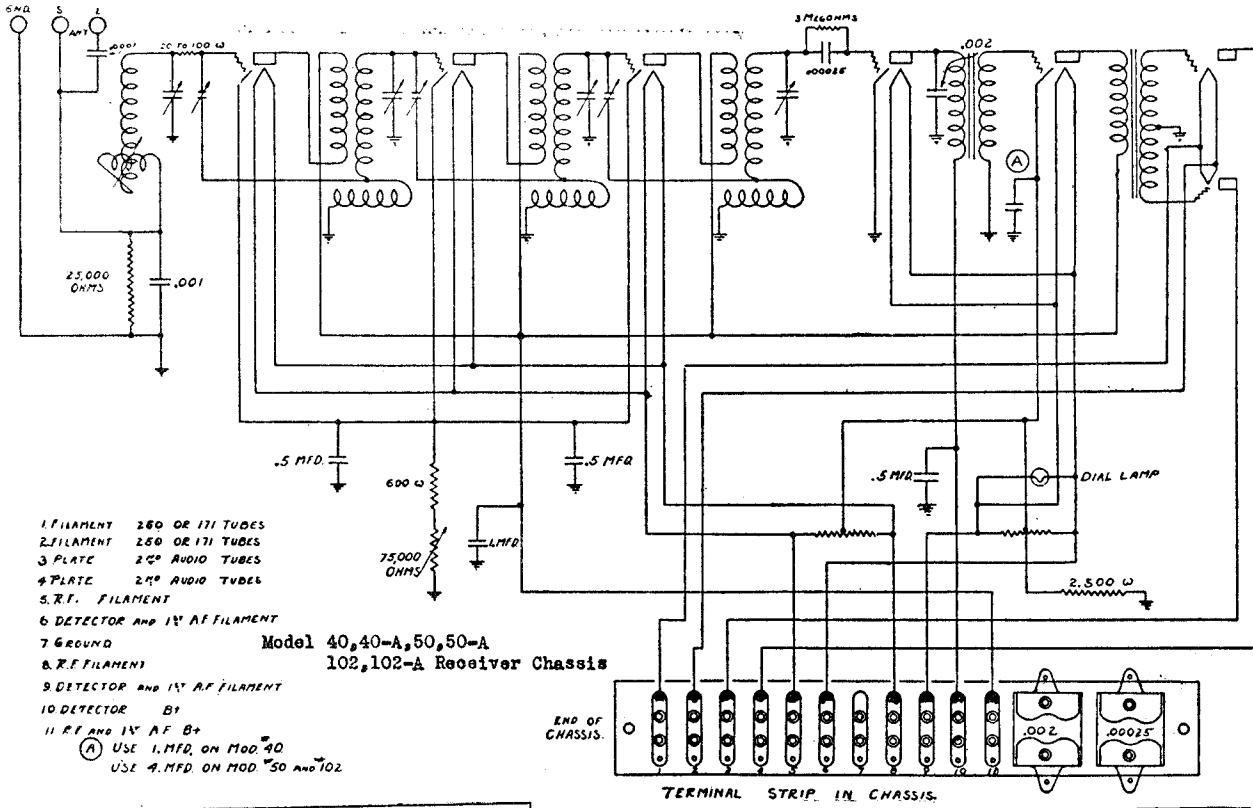 GND. S L
ANT
.0001
20 TO 100 ω
3 MEGOHMS
.00025
.002
A
25,000
OHMS
.001
.5 MFD.
.5 MFD
600 ω
75,000
OHMS
.5 MFD.
DIAL LAMP
2,500 ω
1. FILAMENT 250 OR 171 TUBES
2. FILAMENT 250 OR 171 TUBES
3 PLATE 2ND AUDIO TUBES
4 PLATE 2ND AUDIO TUBES
5. R.F. FILAMENT
6 DETECTOR AND 1ST AF FILAMENT
7 GROUND
8. R.F FILAMENT
9. DETECTOR AND 1ST A.F FILAMENT
10 DETECTOR B+
11 R.F AND 1ST A.F B+
A USE 1. MFD. ON MOD. #40
USE 4. MFD. ON MOD. #50 AND #102
Model 40,40-A,50,50-A
102,102-A Receiver Chassis
END OF
CHASSIS.
.002 .00025
1 2 3 4 5 6 7 8 9 10 10
TERMINAL STRIP IN CHASSIS.